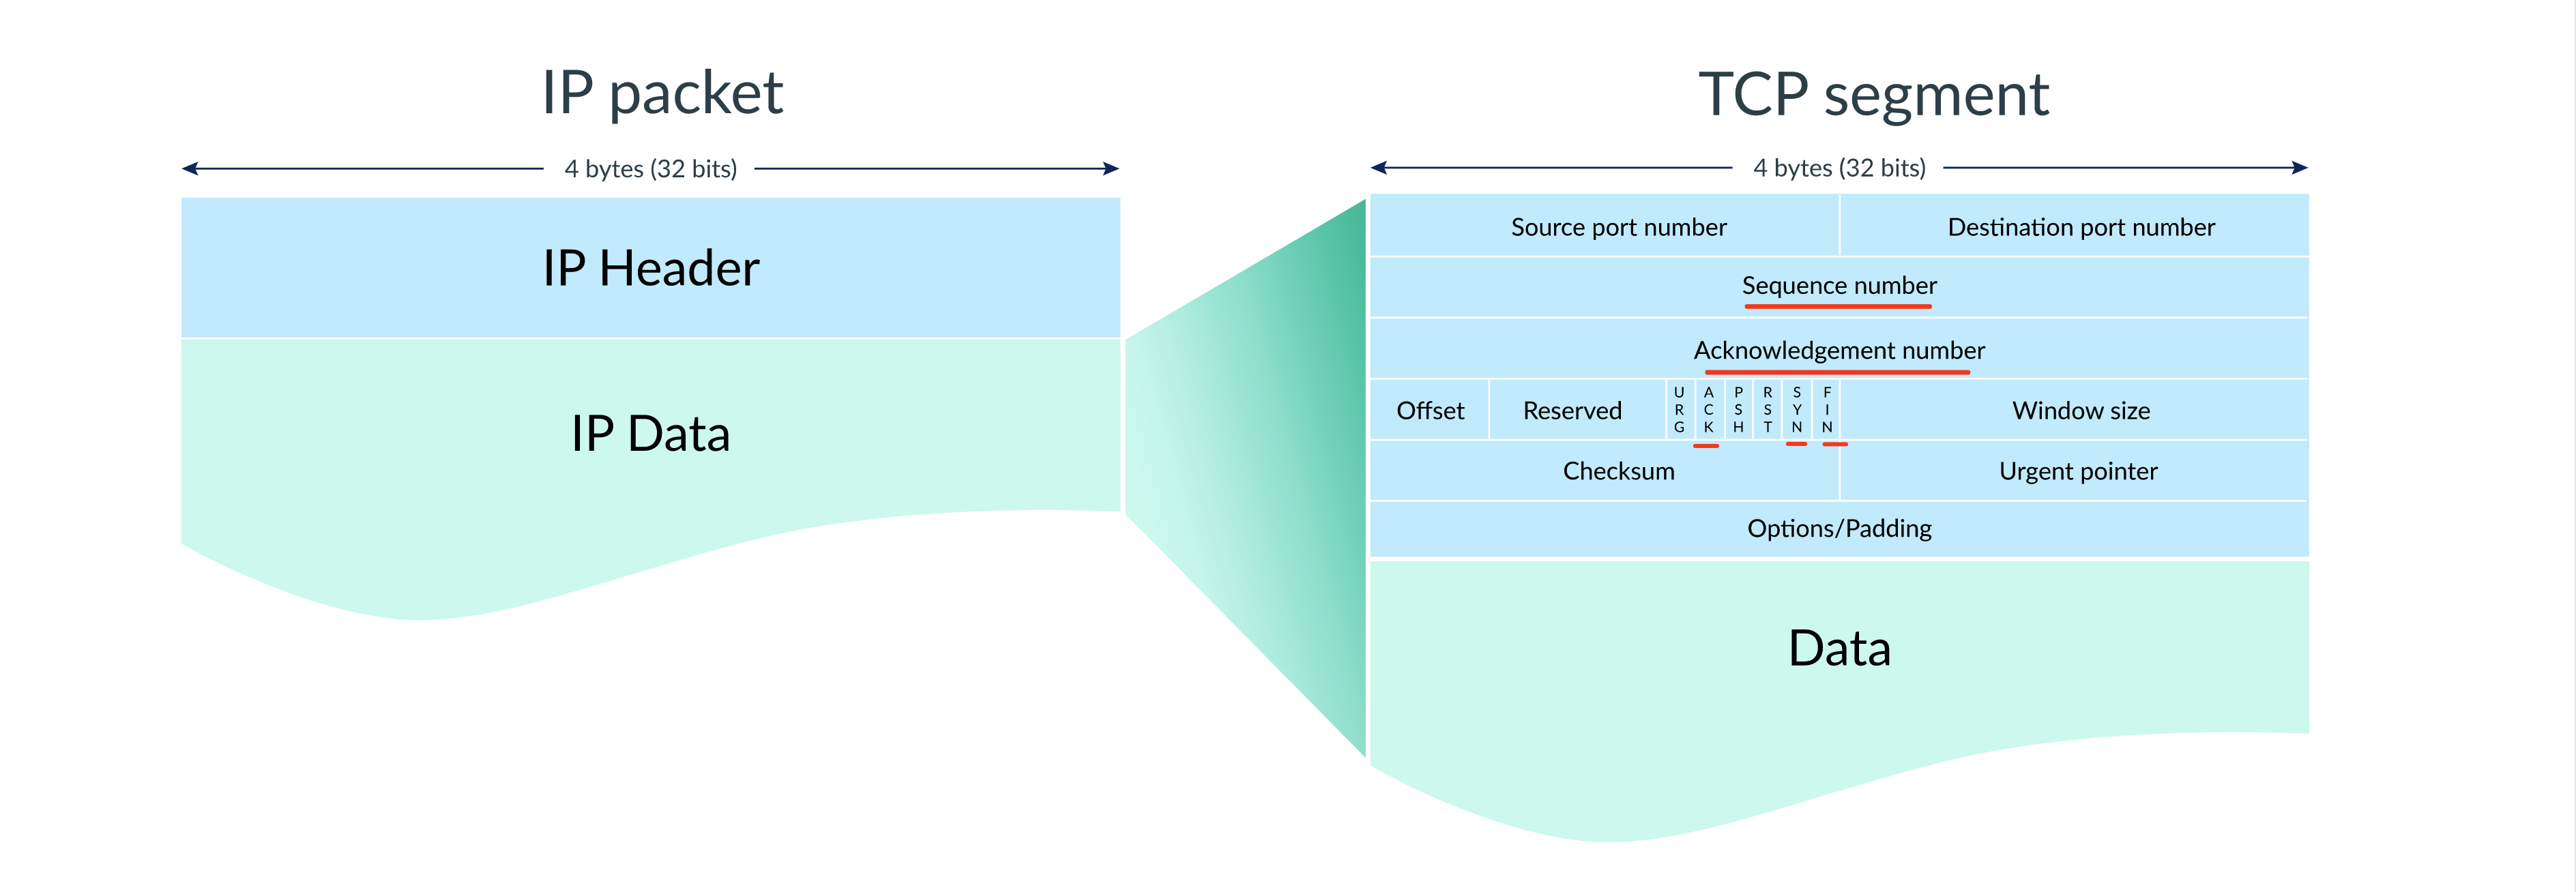 IP packet
4 bytes (32 bits)
IP Header
IP Data
TCP segment
4 bytes (32 bits)
Source port number
Destination port number
Sequence number
Acknowledgement number
Offset
Reserved
URG
ACK
PSH
RST
SYN
FIN
Window size
Checksum
Urgent pointer
Options/Padding
Data